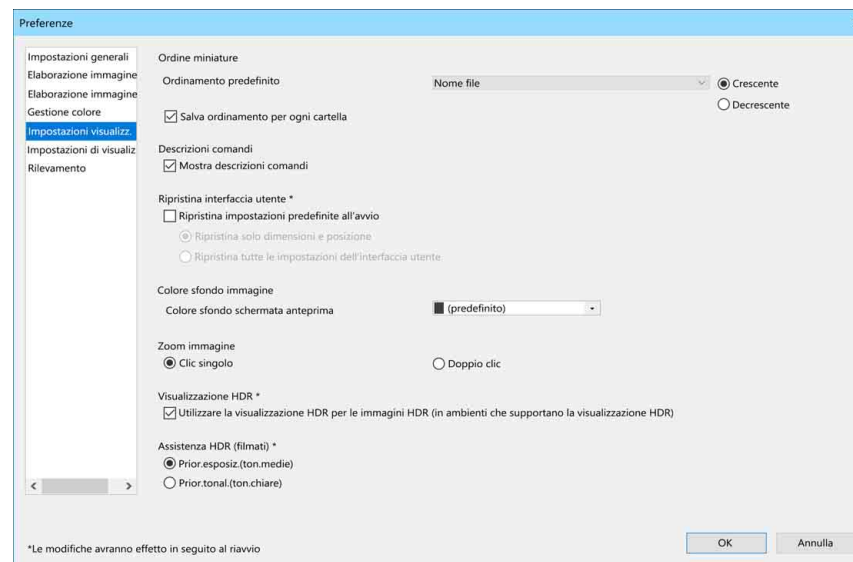 Preferenze
Impostazioni generali
Elaborazione immagine
Elaborazione immagine
Gestione colore
Impostazioni visualizz.
Impostazioni di visualiz
Rilevamento
Ordine miniature
Ordinamento predefinito
Nome file
Crescente
Decrescente
Salva ordinamento per ogni cartella
Descrizioni comandi
Mostra descrizioni comandi
Ripristina interfaccia utente *
Ripristina impostazioni predefinite all'avvio
Ripristina solo dimensioni e posizione
Ripristina tutte le impostazioni dell'interfaccia utente
Colore sfondo immagine
Colore sfondo schermata anteprima
(predefinito)
Zoom immagine
Clic singolo
Doppio clic
Visualizzazione HDR *
Utilizzare la visualizzazione HDR per le immagini HDR (in ambienti che supportano la visualizzazione HDR)
Assistenza HDR (filmati) *
Prior.esposiz.(ton.medie)
Prior.tonal.(ton.chiare)
*Le modifiche avranno effetto in seguito al riavvio
OK
Annulla